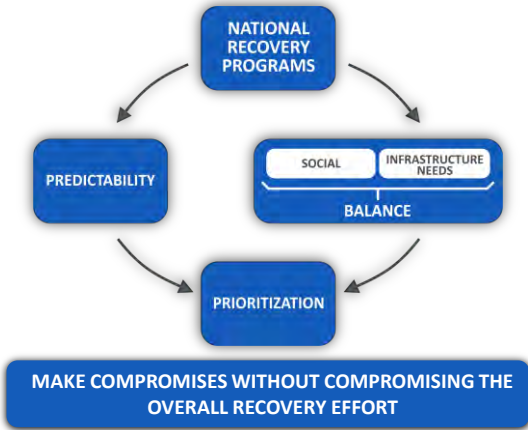 NATIONAL
RECOVERY
PROGRAMS
PREDICTABILITY
SOCIAL
INFRASTRUCTURE
NEEDS
BALANCE
PRIORITIZATION
MAKE COMPROMISES WITHOUT COMPROMISING THE
OVERALL RECOVERY EFFORT